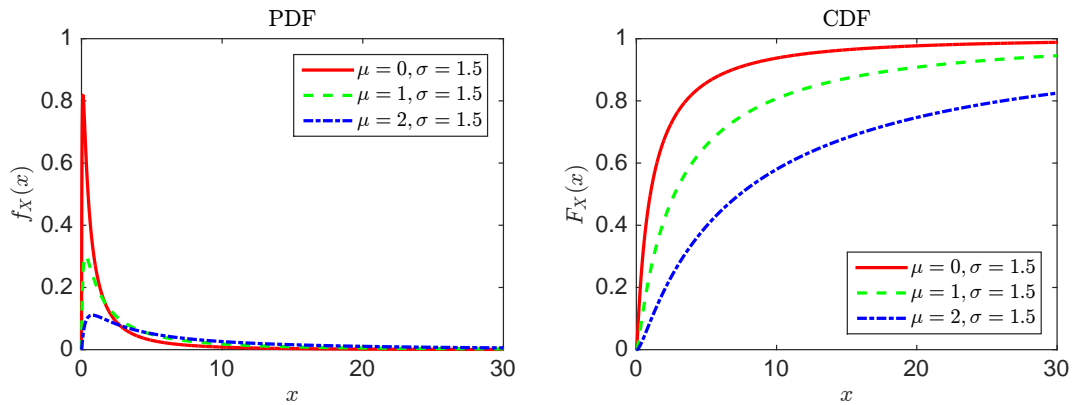 PDF
1
0.8
0.6
0.4
0.2
0
0
10
20
30
x
f_X(x)
μ = 0, σ = 1.5
μ = 1, σ = 1.5
μ = 2, σ = 1.5
CDF
1
0.8
0.6
0.4
0.2
0
0
10
20
30
x
F_X(x)
μ = 0, σ = 1.5
μ = 1, σ = 1.5
μ = 2, σ = 1.5